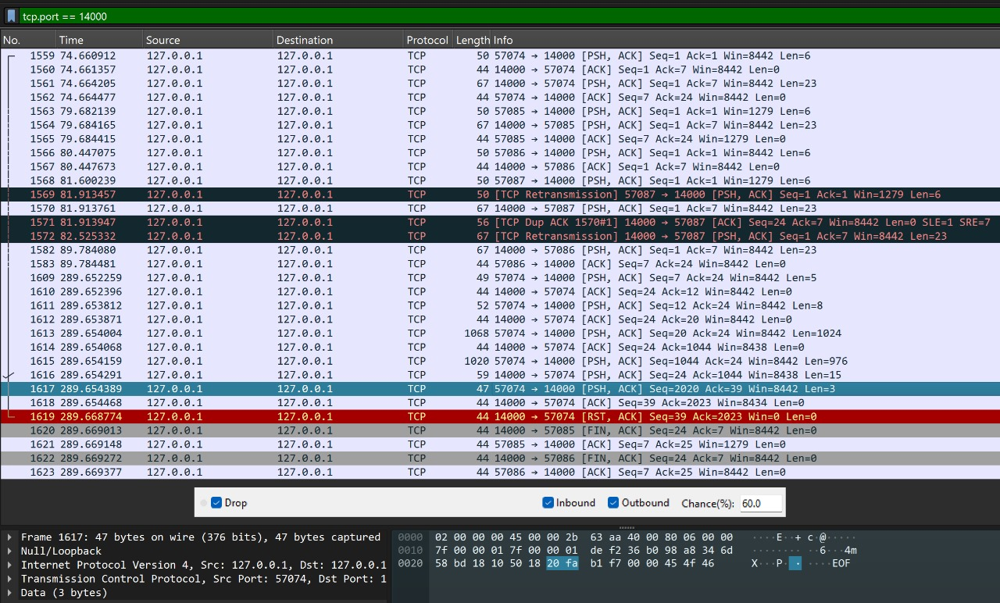 tcp.port == 14000
No. Time Source Destination Protocol Length Info
1559 74.660912 127.0.0.1 127.0.0.1 TCP 50 57074 → 14000 [PSH, ACK] Seq=1 Ack=1 Win=8442 Len=6
1560 74.661357 127.0.0.1 127.0.0.1 TCP 44 14000 → 57074 [ACK] Seq=1 Ack=7 Win=8442 Len=0
1561 74.664205 127.0.0.1 127.0.0.1 TCP 67 14000 → 57074 [PSH, ACK] Seq=1 Ack=7 Win=8442 Len=23
1562 74.664477 127.0.0.1 127.0.0.1 TCP 44 57074 → 14000 [ACK] Seq=7 Ack=24 Win=8442 Len=0
1563 79.682139 127.0.0.1 127.0.0.1 TCP 50 57085 → 14000 [PSH, ACK] Seq=1 Ack=1 Win=1279 Len=6
1564 79.684165 127.0.0.1 127.0.0.1 TCP 67 14000 → 57085 [PSH, ACK] Seq=1 Ack=7 Win=8442 Len=23
1565 79.684415 127.0.0.1 127.0.0.1 TCP 44 57085 → 14000 [ACK] Seq=7 Ack=24 Win=1279 Len=0
1566 80.447075 127.0.0.1 127.0.0.1 TCP 50 57086 → 14000 [PSH, ACK] Seq=1 Ack=1 Win=8442 Len=6
1567 80.447673 127.0.0.1 127.0.0.1 TCP 44 14000 → 57086 [ACK] Seq=1 Ack=7 Win=8442 Len=0
1568 81.600239 127.0.0.1 127.0.0.1 TCP 50 57087 → 14000 [PSH, ACK] Seq=1 Ack=1 Win=1279 Len=6
1569 81.913457 127.0.0.1 127.0.0.1 TCP 50 [TCP Retransmission] 57087 → 14000 [PSH, ACK] Seq=1 Ack=1 Win=1279 Len=6
1570 81.913761 127.0.0.1 127.0.0.1 TCP 67 14000 → 57087 [PSH, ACK] Seq=1 Ack=7 Win=8442 Len=23
1571 81.913947 127.0.0.1 127.0.0.1 TCP 56 [TCP Dup ACK 1570#1] 14000 → 57087 [ACK] Seq=24 Ack=7 Win=8442 Len=0 SLE=1 SRE=7
1572 82.525332 127.0.0.1 127.0.0.1 TCP 67 [TCP Retransmission] 14000 → 57087 [PSH, ACK] Seq=1 Ack=7 Win=8442 Len=23
1582 89.784080 127.0.0.1 127.0.0.1 TCP 67 14000 → 57086 [PSH, ACK] Seq=1 Ack=7 Win=8442 Len=23
1583 89.784481 127.0.0.1 127.0.0.1 TCP 44 57086 → 14000 [ACK] Seq=7 Ack=24 Win=8442 Len=0
1609 289.652259 127.0.0.1 127.0.0.1 TCP 49 57074 → 14000 [PSH, ACK] Seq=7 Ack=24 Win=8442 Len=5
1610 289.652396 127.0.0.1 127.0.0.1 TCP 44 14000 → 57074 [ACK] Seq=24 Ack=12 Win=8442 Len=0
1611 289.653812 127.0.0.1 127.0.0.1 TCP 52 57074 → 14000 [PSH, ACK] Seq=12 Ack=24 Win=8442 Len=8
1612 289.653871 127.0.0.1 127.0.0.1 TCP 44 14000 → 57074 [ACK] Seq=24 Ack=20 Win=8442 Len=0
1613 289.654004 127.0.0.1 127.0.0.1 TCP 1068 57074 → 14000 [PSH, ACK] Seq=20 Ack=24 Win=8442 Len=1024
1614 289.654068 127.0.0.1 127.0.0.1 TCP 44 14000 → 57074 [ACK] Seq=24 Ack=1044 Win=8438 Len=0
1615 289.654159 127.0.0.1 127.0.0.1 TCP 1020 57074 → 14000 [PSH, ACK] Seq=1044 Ack=24 Win=8442 Len=976
1616 289.654291 127.0.0.1 127.0.0.1 TCP 59 14000 → 57074 [PSH, ACK] Seq=24 Ack=1044 Win=8438 Len=15
1617 289.654389 127.0.0.1 127.0.0.1 TCP 47 57074 → 14000 [PSH, ACK] Seq=2020 Ack=39 Win=8442 Len=3
1618 289.654468 127.0.0.1 127.0.0.1 TCP 44 14000 → 57074 [ACK] Seq=39 Ack=2023 Win=8434 Len=0
1619 289.668774 127.0.0.1 127.0.0.1 TCP 44 14000 → 57074 [RST, ACK] Seq=39 Ack=2023 Win=0 Len=0
1620 289.669013 127.0.0.1 127.0.0.1 TCP 44 14000 → 57085 [FIN, ACK] Seq=24 Ack=7 Win=8442 Len=0
1621 289.669148 127.0.0.1 127.0.0.1 TCP 44 57085 → 14000 [ACK] Seq=7 Ack=25 Win=1279 Len=0
1622 289.669272 127.0.0.1 127.0.0.1 TCP 44 14000 → 57086 [FIN, ACK] Seq=24 Ack=7 Win=8442 Len=0
1623 289.669377 127.0.0.1 127.0.0.1 TCP 44 57086 → 14000 [ACK] Seq=7 Ack=25 Win=8442 Len=0
Drop Inbound Outbound Chance(%): 60.0
Frame 1617: 47 bytes on wire (376 bits), 47 bytes captured
Null/Loopback
Internet Protocol Version 4, Src: 127.0.0.1, Dst: 127.0.0.1
Transmission Control Protocol, Src Port: 57074, Dst Port: 1
Data (3 bytes)
0000 02 00 00 00 45 00 00 2b 63 aa 40 00 80 06 00 00 ····E··+ c·@·····
0010 7f 00 00 01 7f 00 00 01 de f2 36 b0 98 a8 34 6d ········ ··6···4m
0020 58 bd 18 10 50 18 20 fa b1 f7 00 00 45 4f 46 X···P· · ····EOF